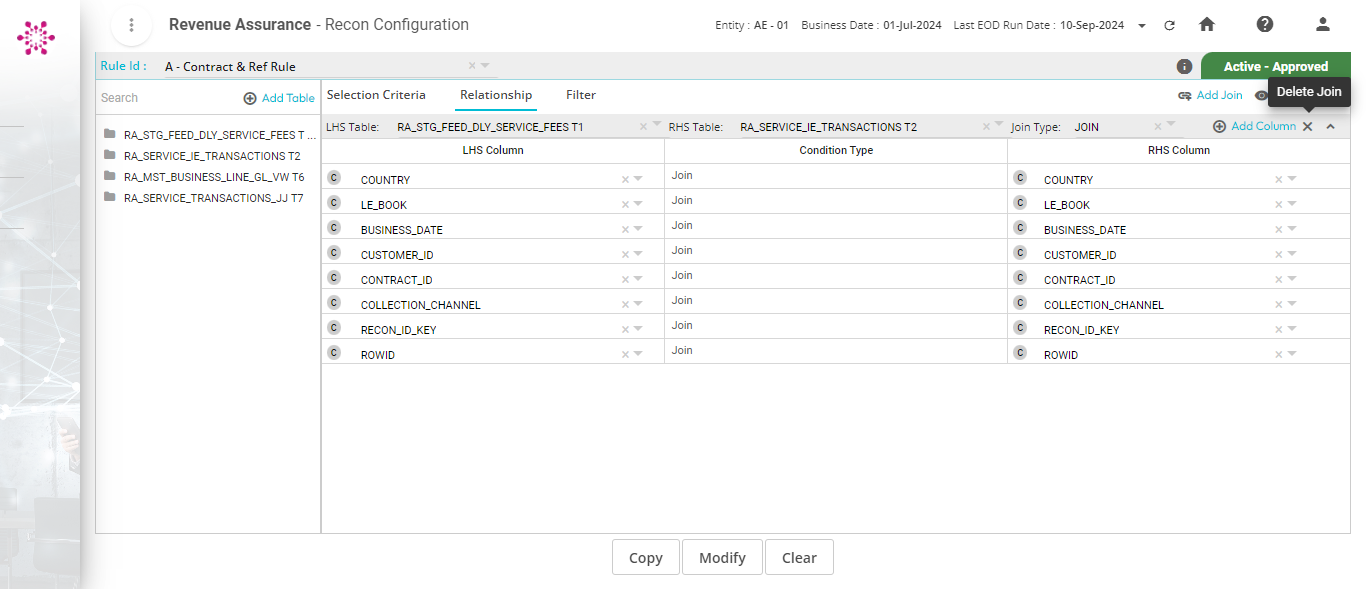 Revenue Assurance - Recon Configuration
Entity : AE - 01 Business Date : 01-Jul-2024 Last EOD Run Date : 10-Sep-2024
Rule Id : A - Contract & Ref Rule
Active - Approved
Search Add Table
Selection Criteria Relationship Filter
Add Join
Delete Join
RA_STG_FEED_DLY_SERVICE_FEES T ...
RA_SERVICE_IE_TRANSACTIONS T2
RA_MST_BUSINESS_LINE_GL_VW T6
RA_SERVICE_TRANSACTIONS_JJ T7
LHS Table: RA_STG_FEED_DLY_SERVICE_FEES T1 RHS Table: RA_SERVICE_IE_TRANSACTIONS T2 Join Type: JOIN Add Column
LHS Column Condition Type RHS Column
C COUNTRY Join C COUNTRY
C LE_BOOK Join C LE_BOOK
C BUSINESS_DATE Join C BUSINESS_DATE
C CUSTOMER_ID Join C CUSTOMER_ID
C CONTRACT_ID Join C CONTRACT_ID
C COLLECTION_CHANNEL Join C COLLECTION_CHANNEL
C RECON_ID_KEY Join C RECON_ID_KEY
C ROWID Join C ROWID
Copy Modify Clear